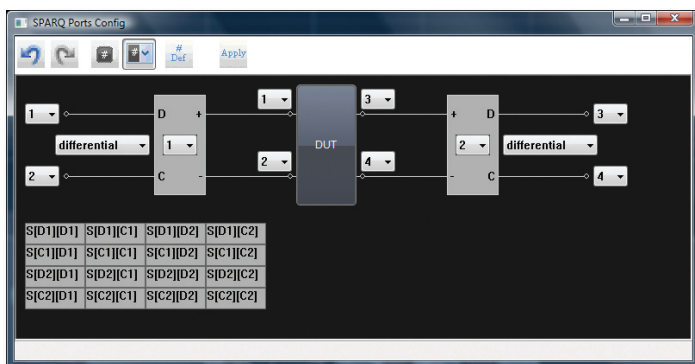 SPARQ Ports Config
# # # Def Apply
1 D + 1 3 + D 3
differential 1 DUT 2 differential
2 C - 2 4 - C 4
S[D1][D1] S[D1][C1] S[D1][D2] S[D1][C2]
S[C1][D1] S[C1][C1] S[C1][D2] S[C1][C2]
S[D2][D1] S[D2][C1] S[D2][D2] S[D2][C2]
S[C2][D1] S[C2][C1] S[C2][D2] S[C2][C2]